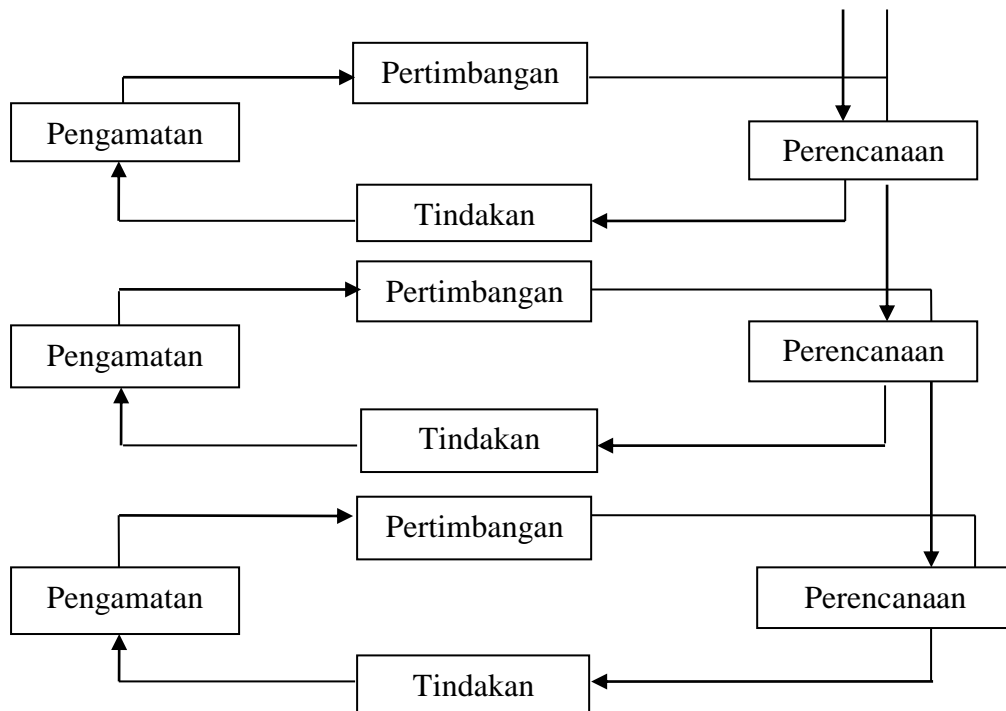 Pertimbangan
Pengamatan
Perencanaan
Tindakan
Pertimbangan
Pengamatan
Perencanaan
Tindakan
Pertimbangan
Pengamatan
Perencanaan
Tindakan